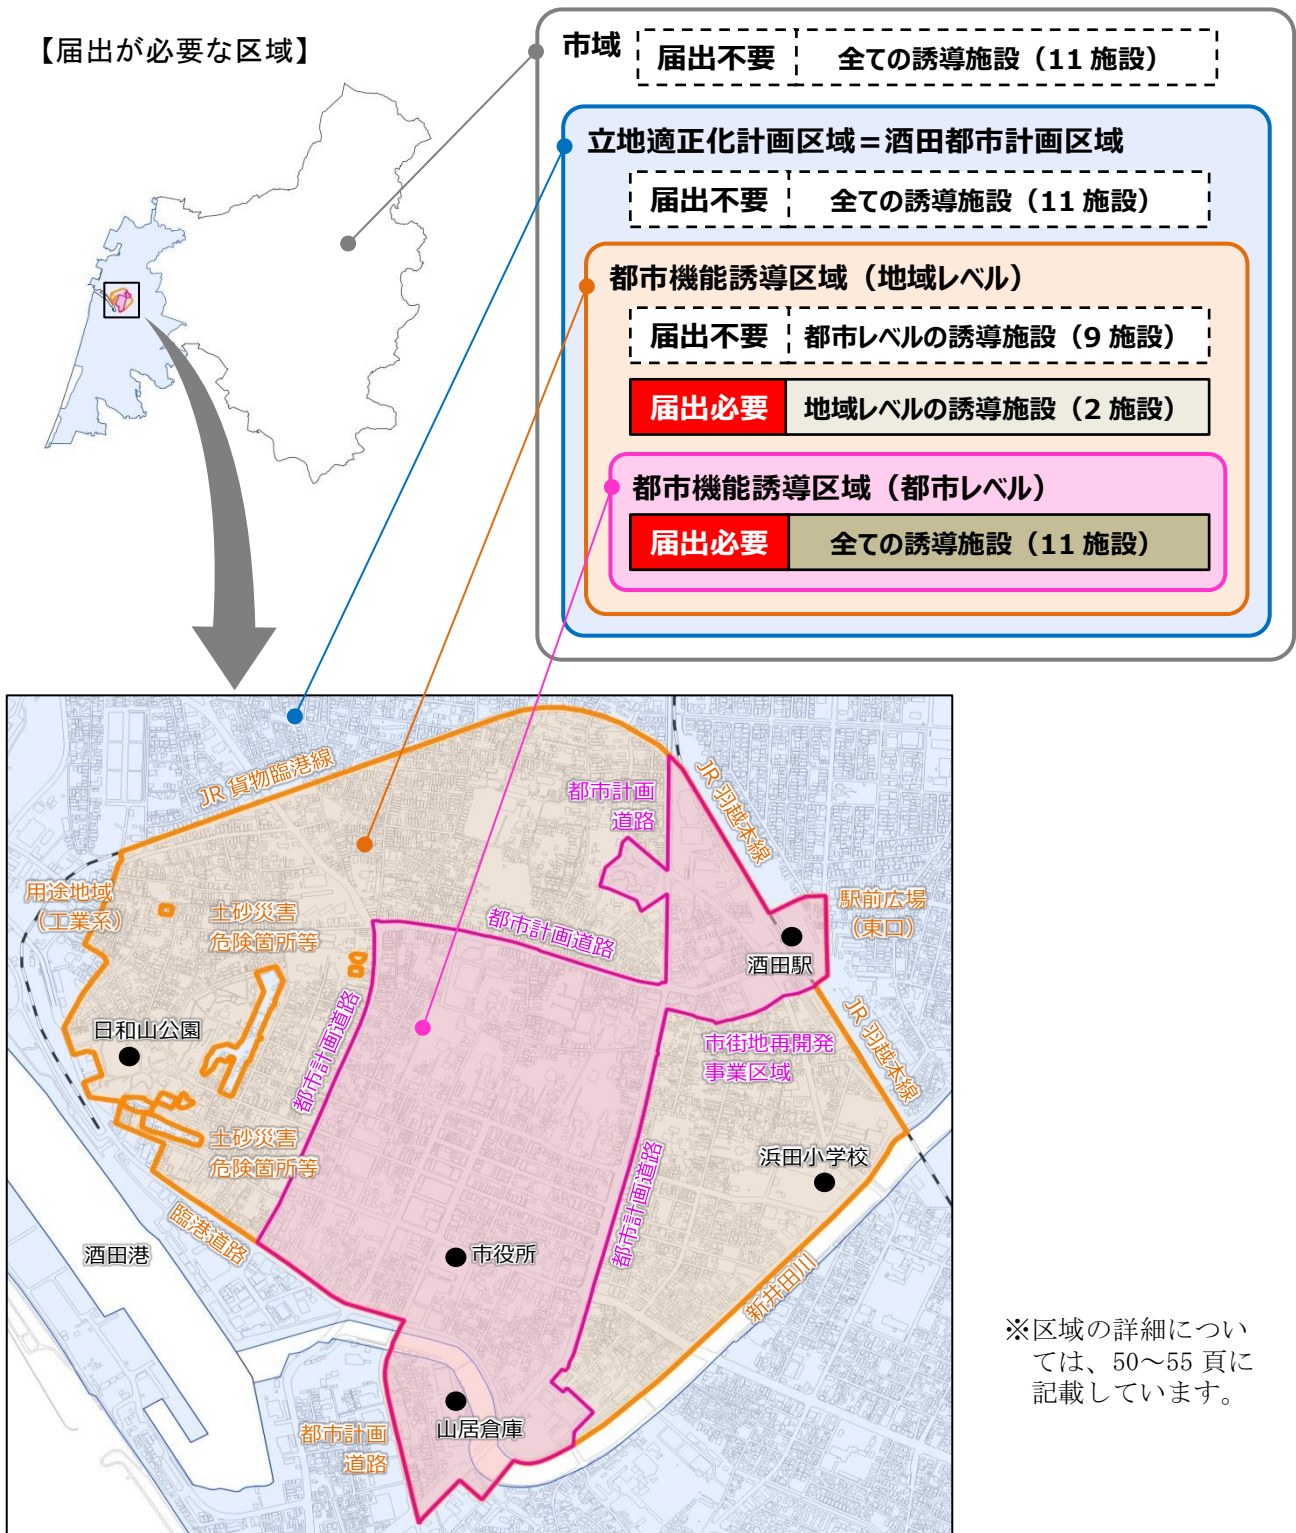 【届出が必要な区域】
市域
届出不要 全ての誘導施設（11 施設）
立地適正化計画区域＝酒田都市計画区域
届出不要 全ての誘導施設（11 施設）
都市機能誘導区域（地域レベル）
届出不要 都市レベルの誘導施設（9 施設）
届出必要 地域レベルの誘導施設（2 施設）
都市機能誘導区域（都市レベル）
届出必要 全ての誘導施設（11 施設）
JR 貨物臨港線
都市計画
道路
JR 羽越本線
用途地域
（工業系）
土砂災害
危険箇所等
都市計画道路
駅前広場
（東口）
酒田駅
日和山公園
都市計画道路
市街地再開発
事業区域
JR 羽越本線
土砂災害
危険箇所等
浜田小学校
都市計画道路
臨港道路
酒田港
市役所
新井田川
山居倉庫
都市計画
道路
※区域の詳細につい
ては、50～55 頁に
記載しています。